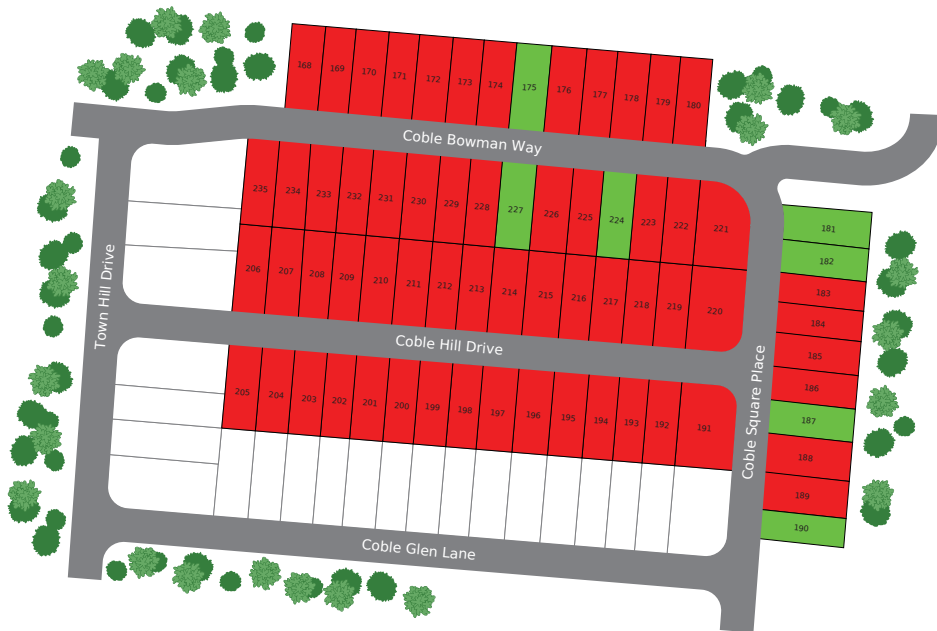 168 169 170 171 172 173 174 175 176 177 178 179 180
Coble Bowman Way
235 234 233 232 231 230 229 228 227 226 225 224 223 222 221
206 207 208 209 210 211 212 213 214 215 216 217 218 219 220
Coble Hill Drive
205 204 203 202 201 200 199 198 197 196 195 194 193 192 191
Coble Glen Lane
Town Hill Drive
Coble Square Place
181
182
183
184
185
186
187
188
189
190